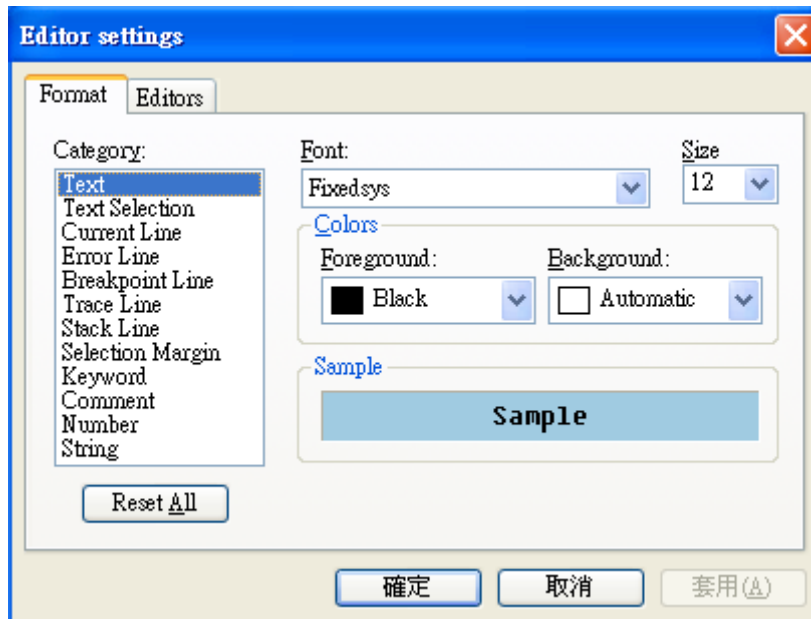 Editor settings
Format
Editors
Category:
Text
Text Selection
Current Line
Error Line
Breakpoint Line
Trace Line
Stack Line
Selection Margin
Keyword
Comment
Number
String
Reset All
Font:
Fixedsys
Size
12
Colors
Foreground:
Black
Background:
Automatic
Sample
Sample
確定
取消
套用(A)